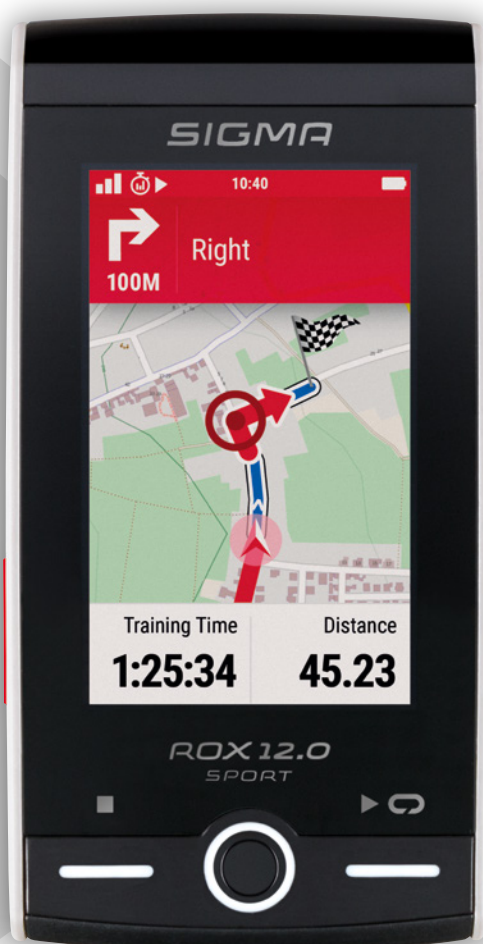 SIGMA
10:40
Right
100M
Training Time
Distance
1:25:34
45.23
ROX 12.0
SPORT